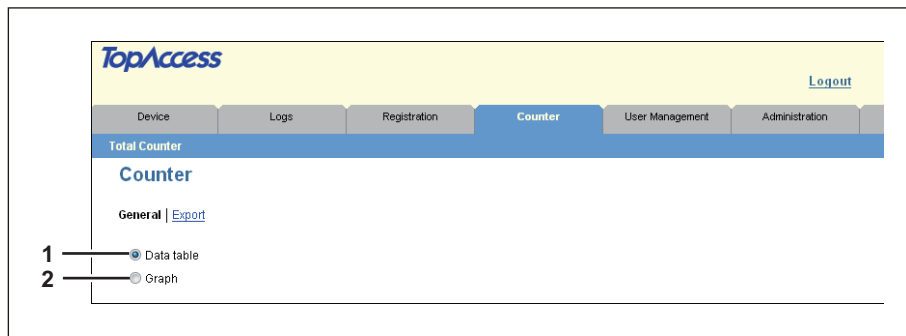 TopAccess
Logout
Device Logs Registration Counter User Management Administration
Total Counter
Counter
General | Export
1 Data table
2 Graph